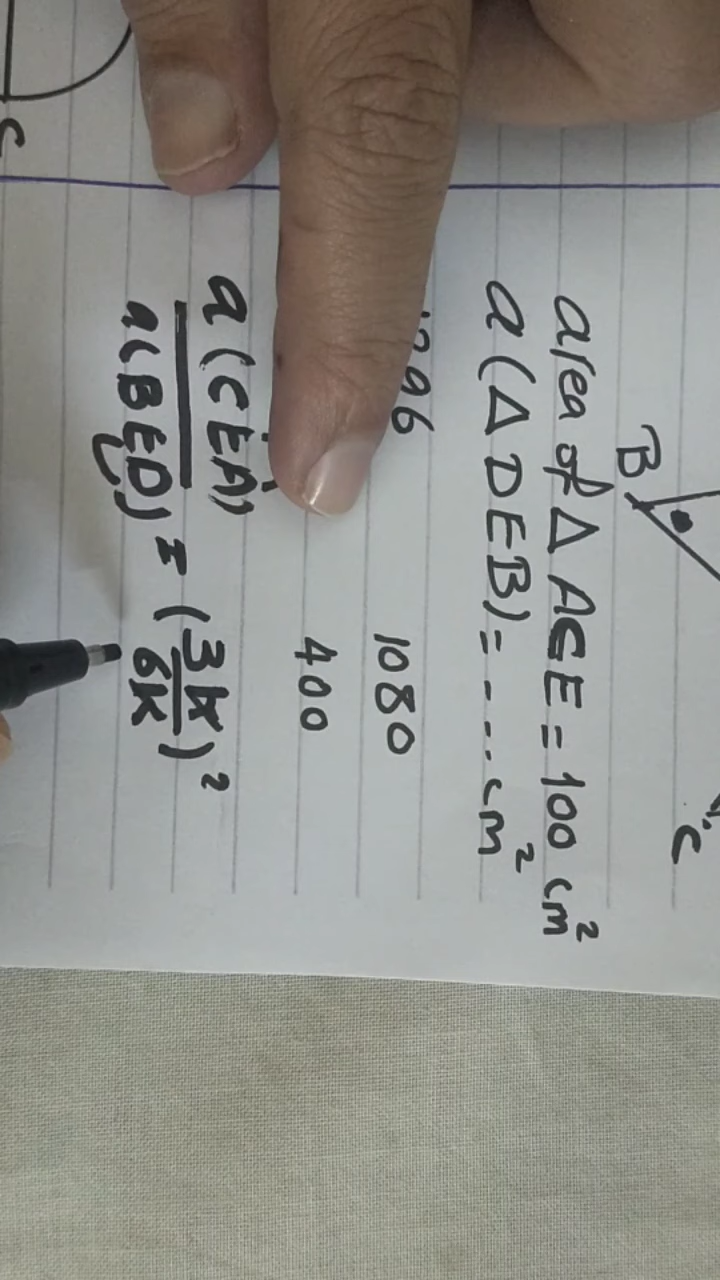 B
C
area of Δ ACE = 100 cm²
a(Δ DEB) = - - - . cm²
1080
400
a(CEA)
a(BED) = (3k/6k)²